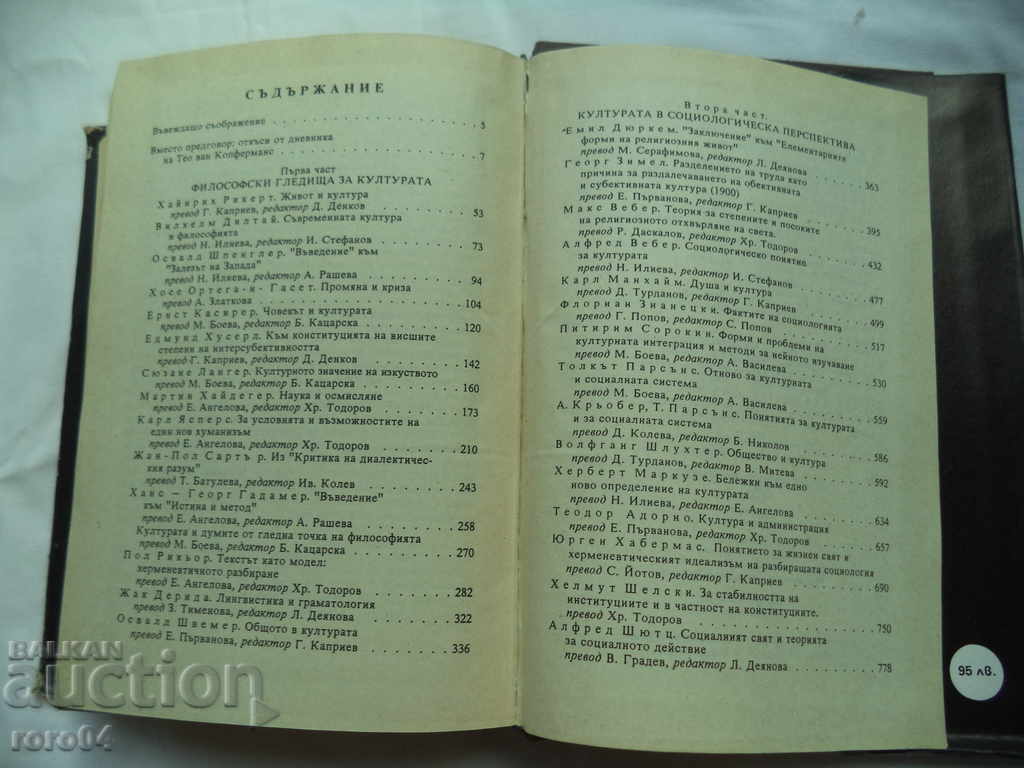 СЪДЪРЖАНИЕ
Въвеждащо съображение . . . . . . . . . . . . . . . . 5
Вместо предговор: откъси от дневника
на Тео ван Копферманс . . . . . . . . . . . . . . . . 7
Първа част
ФИЛОСОФСКИ ГЛЕДИЩА ЗА КУЛТУРАТА
Хайнрих Рикерт. Живот и култура
превод Г. Каприев, редактор Д. Денков . . . . . . . . 53
Вилхелм Дилтай. Съвременната култура
и философията
превод Н. Илиева, редактор И. Стефанов . . . . . . . . 73
Освалд Шпенглер. "Въведение" към
"Залезът на Запада"
превод Н. Илиева, редактор А. Рашева . . . . . . . . 94
Хосе Ортега-и-Гасет. Промяна и криза
превод А. Златкова . . . . . . . . 104
Ернст Касирер. Човекът и културата
превод М. Боева, редактор Б. Кацарска . . . . . . . . 120
Едмунд Хусерл. Към конституцията на висшите
степени на интерсубективността
превод Г. Каприев, редактор Д. Денков . . . . . . . . 142
Сюзане Лангер. Културното значение на изкуството
превод М. Боева, редактор Б. Кацарска . . . . . . . . 160
Мартин Хайдегер. Наука и осмисляне
превод Е. Ангелова, редактор Хр. Тодоров . . . . . . . . 173
Карл Ясперс. За условията и възможностите на
един нов хуманизъм
превод Е. Ангелова, редактор Хр. Тодоров . . . . . . . . 210
Жан-Пол Сартър. Из "Критика на диалектичес-
кия разум"
превод Т. Батулева, редактор Ив. Колев . . . . . . . . 243
Ханс – Георг Гадамер. "Въведение"
към "Истина и метод"
превод Е. Ангелова, редактор А. Рашева . . . . . . . . 258
Културата и думите от гледна точка на философията
превод М. Боева, редактор Б. Кацарска . . . . . . . . 270
Пол Рикьор. Текстът като модел:
херменевтичното разбиране
превод Е. Ангелова, редактор Хр. Тодоров . . . . . . . . 282
Жак Дерида. Лингвистика и граматология
превод З. Тименова, редактор Л. Деянова . . . . . . . . 322
Освалд Швемер. Общото в културата
превод Е. Първанова, редактор Г. Каприев . . . . . . . . 336
Втора част.
КУЛТУРАТА В СОЦИОЛОГИЧЕСКА ПЕРСПЕКТИВА
Емил Дюркем. "Заключение" към "Елементарните
форми на религиозния живот"
превод М. Серафимова, редактор Л. Деянова . . . . . . . . 363
Георг Зимел. Разделението на труда като
причина за раздалечаването на обективната
и субективната култура (1900)
превод Е. Първанова, редактор Г. Каприев . . . . . . . . 395
Макс Вебер. Теория за степените и посоките
на религиозното отхвърляне на света.
превод Р. Даскалов, редактор Хр. Тодоров . . . . . . . . 432
Алфред Вебер. Социологическо понятие
за културата
превод Н. Илиева, редактор И. Стефанов . . . . . . . . 477
Карл Манхайм. Душа и култура
превод Д. Турданов, редактор Г. Каприев . . . . . . . . 499
Флориан Знанецки. Фактите на социологията
превод Г. Попов, редактор С. Попов . . . . . . . . 517
Питирим Сорокин. Форми и проблеми на
културната интеграция и методи за нейното изучаване
превод М. Боева, редактор А. Василева . . . . . . . . 530
Толкът Парсънс. Отново за културата
и социалната система
превод М. Боева, редактор А. Василева . . . . . . . . 559
А. Крьобер, Т. Парсънс. Понятията за културата
и за социалната система
превод Д. Колева, редактор Б. Николов . . . . . . . . 586
Волфганг Шлухтер. Общество и култура
превод Д. Турданов, редактор В. Митева . . . . . . . . 592
Херберт Маркузе. Бележки към едно
ново определение на културата
превод Н. Илиева, редактор Е. Ангелова . . . . . . . . 634
Теодор Адорно. Култура и администрация
превод Е. Първанова, редактор Хр. Тодоров . . . . . . . . 657
Юрген Хабермас. Понятието за жизнен свят и
херменевтическият идеализъм на разбиращата социология
превод С. Йотов, редактор Г. Каприев . . . . . . . . 690
Хелмут Шелски. За стабилността на
институциите и в частност на конституциите.
превод Хр. Тодоров . . . . . . . . 750
Алфред Шютц. Социалният свят и теорията
за социалното действие
превод В. Градев, редактор Л. Деянова . . . . . . . . 778
95 лв.
BALKAN
auction
roro04